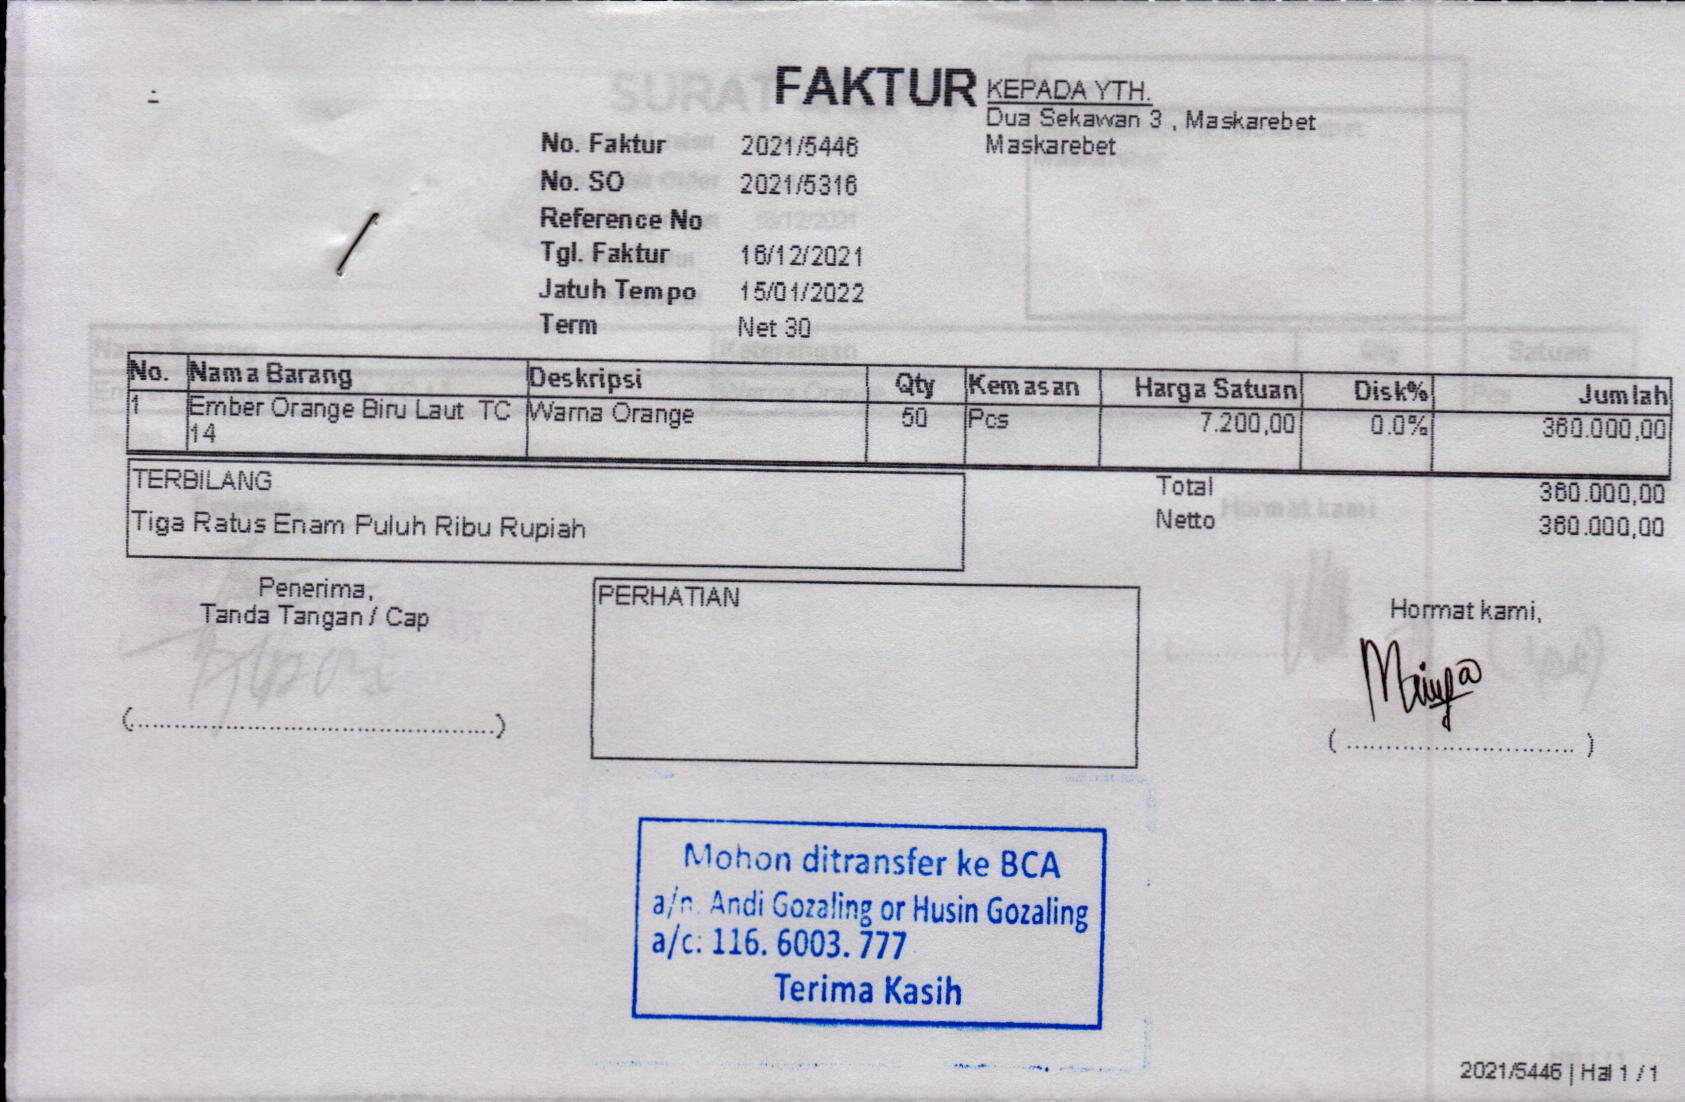 FAKTUR
KEPADA YTH.
Dua Sekawan 3 , Maskarebet
Maskarebet
No. Faktur 2021/5446
No. SO 2021/5316
Reference No
Tgl. Faktur 16/12/2021
Jatuh Tempo 15/01/2022
Term Net 30
No. Nama Barang Deskripsi Qty Kemasan Harga Satuan Disk% Jumlah
1 Ember Orange Biru Laut TC Warna Orange 50 Pcs 7.200,00 0.0% 360.000,00
14
TERBILANG
Tiga Ratus Enam Puluh Ribu Rupiah
Total 360.000,00
Netto 360.000,00
Penerima,
Tanda Tangan / Cap
PERHATIAN
Hormat kami,
(................................................)
( ............................. )
Mohon ditransfer ke BCA
a/n. Andi Gozaling or Husin Gozaling
a/c: 116. 6003. 777
Terima Kasih
2021/5446 | Hal 1 / 1